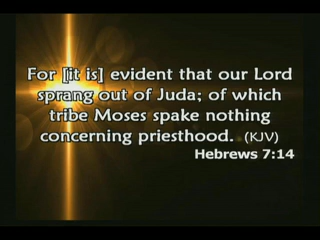 For [it is] evident that our Lord
sprang out of Juda; of which
tribe Moses spake nothing
concerning priesthood. (KJV)
Hebrews 7:14